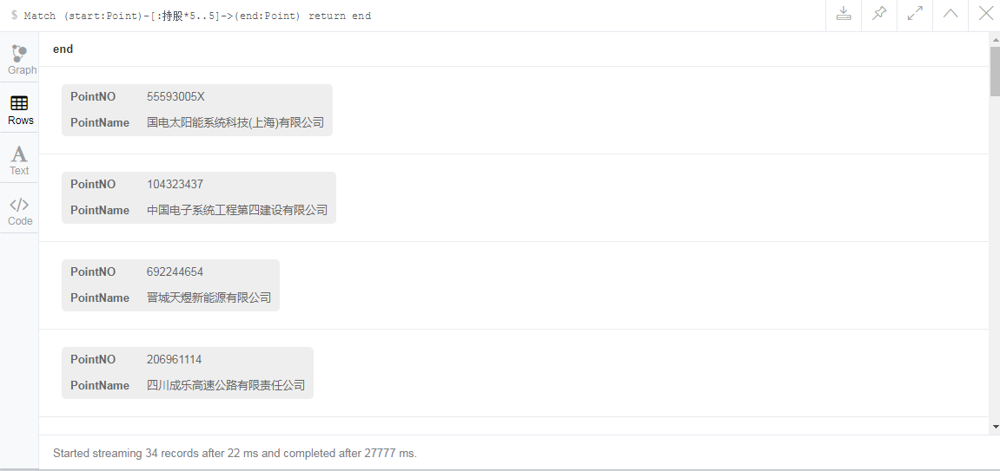 $ Match (start:Point)-[:持股*5..5]->(end:Point) return end
Graph
Rows
Text
Code
end
PointNO 55593005X
PointName 国电太阳能系统科技(上海)有限公司
PointNO 104323437
PointName 中国电子系统工程第四建设有限公司
PointNO 692244654
PointName 晋城天煜新能源有限公司
PointNO 206961114
PointName 四川成乐高速公路有限责任公司
Started streaming 34 records after 22 ms and completed after 27777 ms.